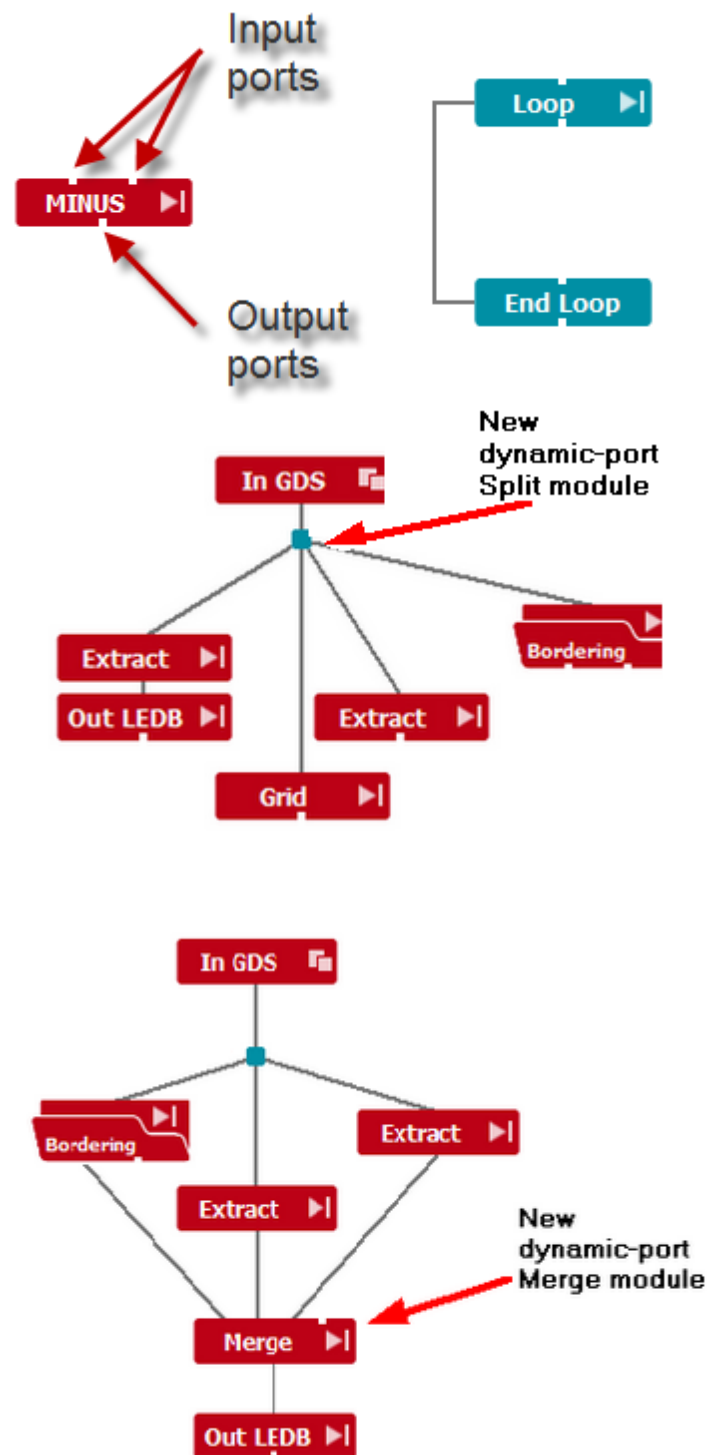 Input
ports
Loop
MINUS
End Loop
Output
ports
New
dynamic-port
Split module
In GDS
Extract
Bordering
Out LEDB
Extract
Grid
In GDS
Bordering
Extract
Extract
New
dynamic-port
Merge module
Merge
Out LEDB